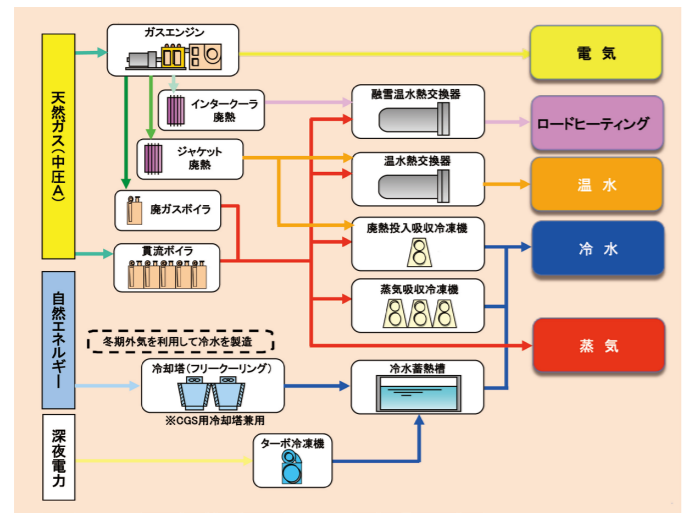 ガスエンジン
電気
天然ガス(中圧A)
インタークーラ
廃熱
融雪温水熱交換器
ロードヒーティング
ジャケット
廃熱
温水熱交換器
温水
廃ガスボイラ
廃熱投入吸収冷凍機
冷水
貫流ボイラ
蒸気吸収冷凍機
蒸気
自然エネルギー
冬期外気を利用して冷水を製造
冷却塔(フリークーリング)
※CGS用冷却塔兼用
冷水蓄熱槽
深夜電力
ターボ冷凍機